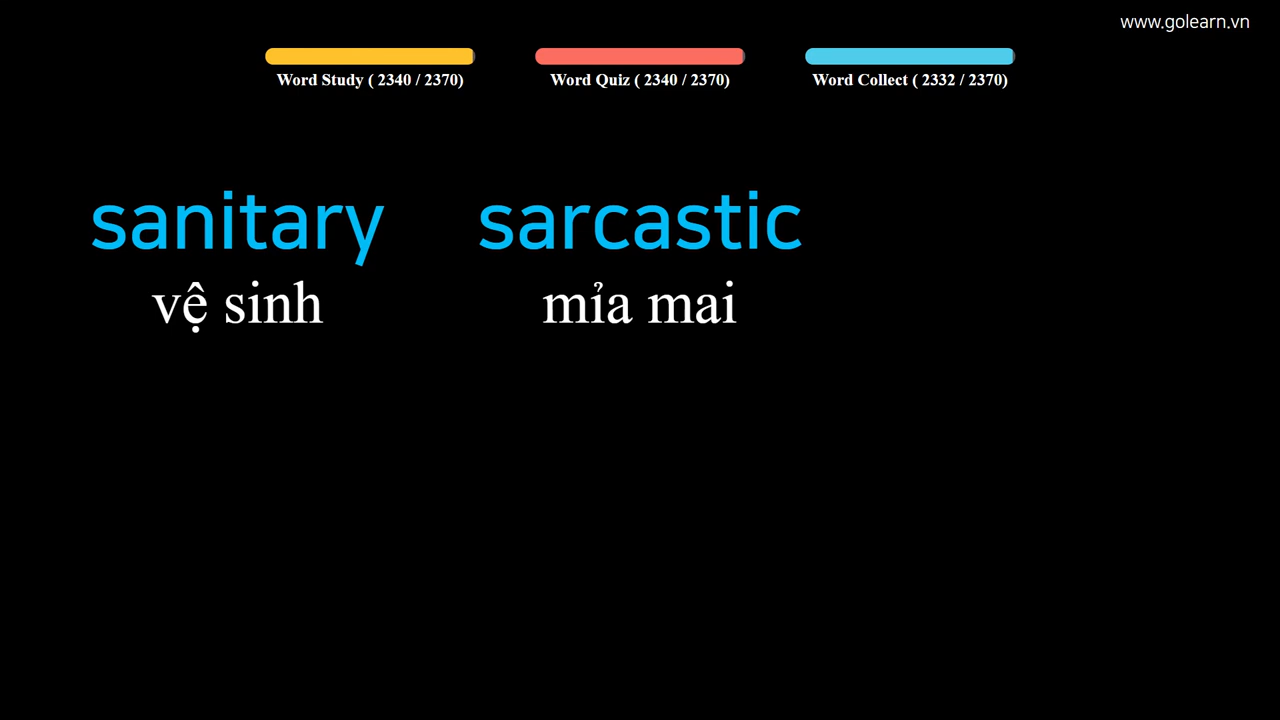 www.golearn.vn
Word Study ( 2340 / 2370)
Word Quiz ( 2340 / 2370)
Word Collect ( 2332 / 2370)
sanitary
vệ sinh
sarcastic
mỉa mai